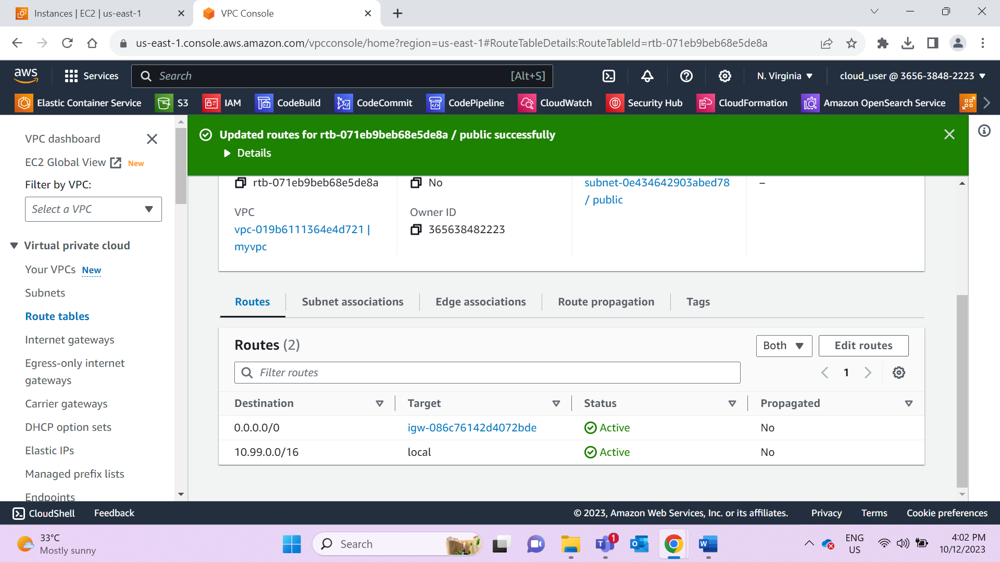 Instances | EC2 | us-east-1
VPC Console
us-east-1.console.aws.amazon.com/vpcconsole/home?region=us-east-1#RouteTableDetails:RouteTableId=rtb-071eb9beb68e5de8a
aws
Services
Search
[Alt+S]
N. Virginia
cloud_user @ 3656-3848-2223
Elastic Container Service
S3
IAM
CodeBuild
CodeCommit
CodePipeline
CloudWatch
Security Hub
CloudFormation
Amazon OpenSearch Service
VPC dashboard
EC2 Global View New
Filter by VPC:
Select a VPC
Virtual private cloud
Your VPCs New
Subnets
Route tables
Internet gateways
Egress-only internet
gateways
Carrier gateways
DHCP option sets
Elastic IPs
Managed prefix lists
Endpoints
Updated routes for rtb-071eb9beb68e5de8a / public successfully
Details
rtb-071eb9beb68e5de8a
No
subnet-0e434642903abed78
/ public
–
VPC
vpc-019b6111364e4d721 |
myvpc
Owner ID
365638482223
Routes
Subnet associations
Edge associations
Route propagation
Tags
Routes (2)
Both
Edit routes
Filter routes
1
Destination Target Status Propagated
0.0.0.0/0 igw-086c76142d4072bde Active No
10.99.0.0/16 local Active No
CloudShell
Feedback
© 2023, Amazon Web Services, Inc. or its affiliates.
Privacy
Terms
Cookie preferences
33°C
Mostly sunny
Search
1
ENG
US
4:02 PM
10/12/2023